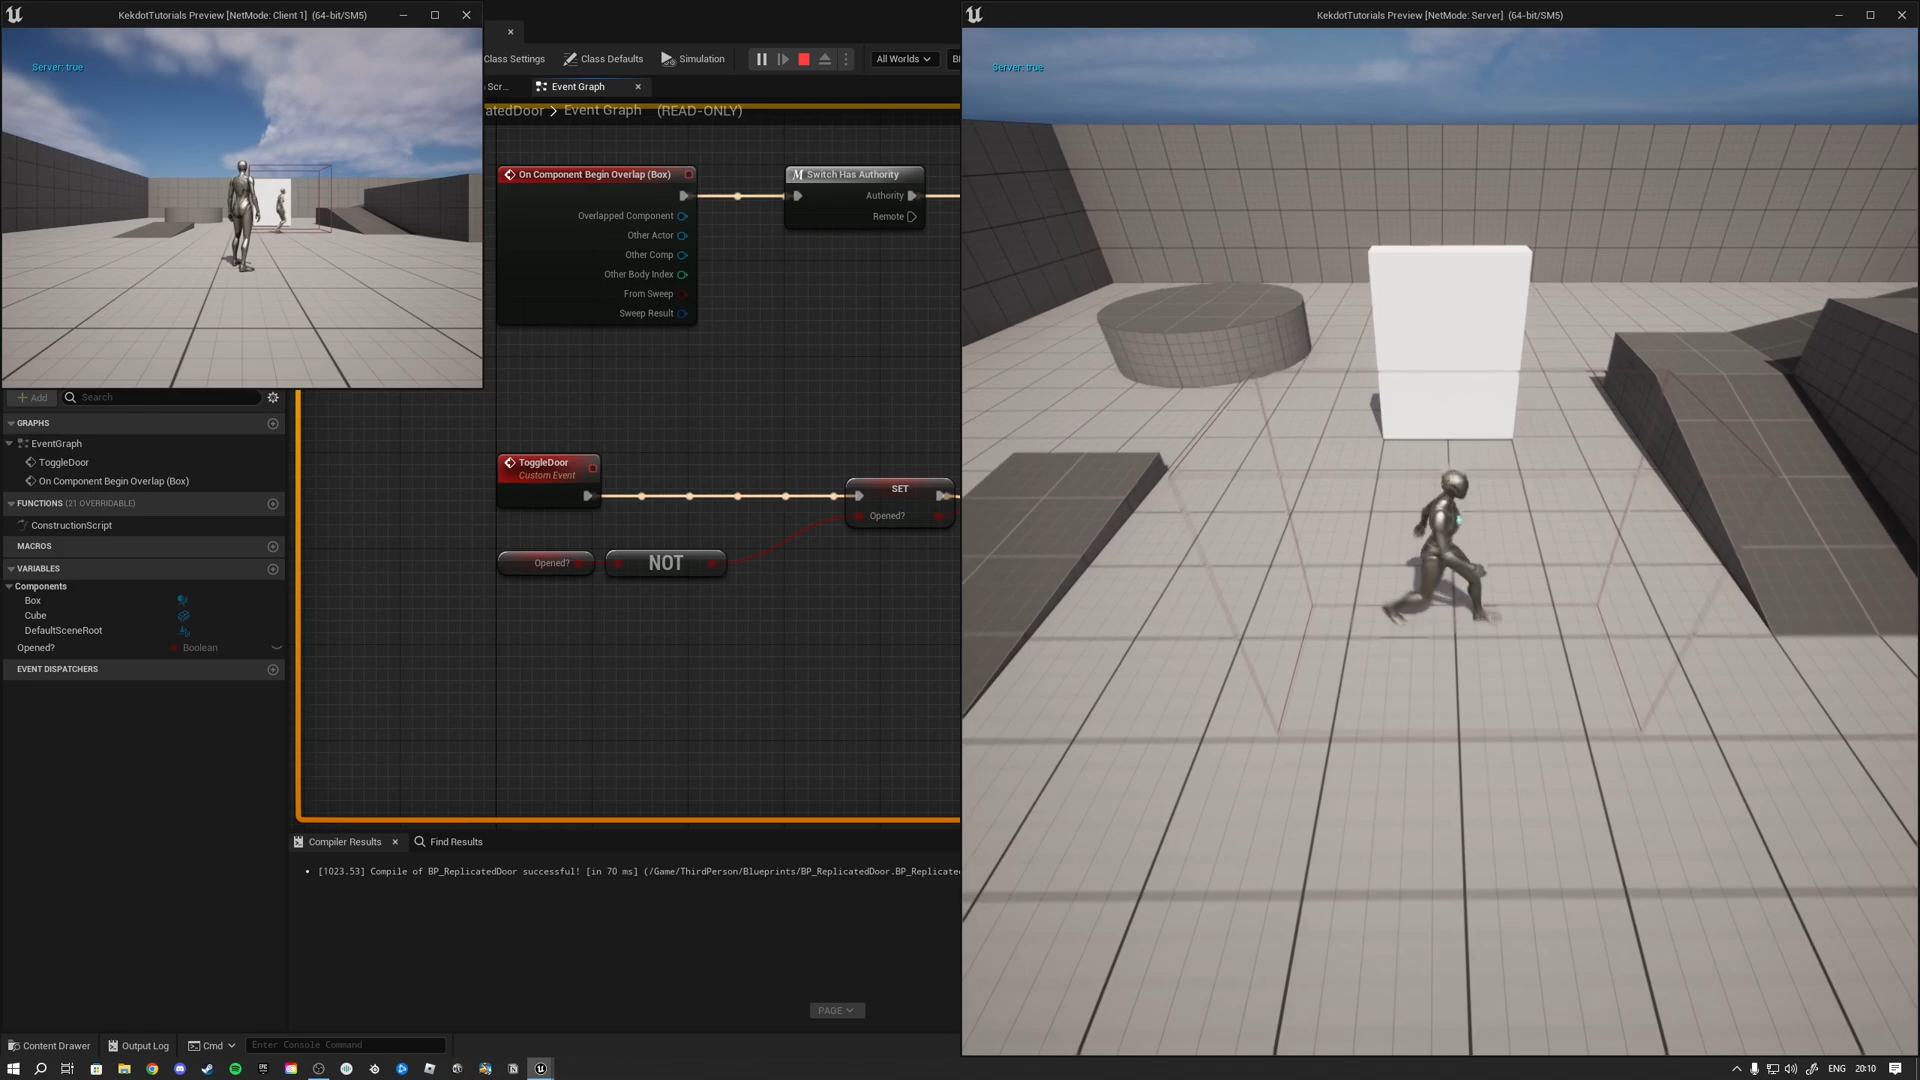 KekdotTutorials Preview [NetMode: Client 1] (64-bit/SM5)
Server: true
Class Settings
Class Defaults
Simulation
All Worlds
Scr...
Event Graph
atedDoor > Event Graph (READ-ONLY)
On Component Begin Overlap (Box)
Overlapped Component
Other Actor
Other Comp
Other Body Index
From Sweep
Sweep Result
Switch Has Authority
Authority
Remote
ToggleDoor
Custom Event
SET
Opened?
Opened?
NOT
Add
Search
GRAPHS
EventGraph
ToggleDoor
On Component Begin Overlap (Box)
FUNCTIONS (21 OVERRIDABLE)
ConstructionScript
MACROS
VARIABLES
Components
Box
Cube
DefaultSceneRoot
Opened? Boolean
EVENT DISPATCHERS
Compiler Results
Find Results
[1023.53] Compile of BP_ReplicatedDoor successful! [in 70 ms] (/Game/ThirdPerson/Blueprints/BP_ReplicatedDoor.BP_Replicate
PAGE
Content Drawer
Output Log
Cmd
Enter Console Command
KekdotTutorials Preview [NetMode: Server] (64-bit/SM5)
Server: true
ENG
20:10